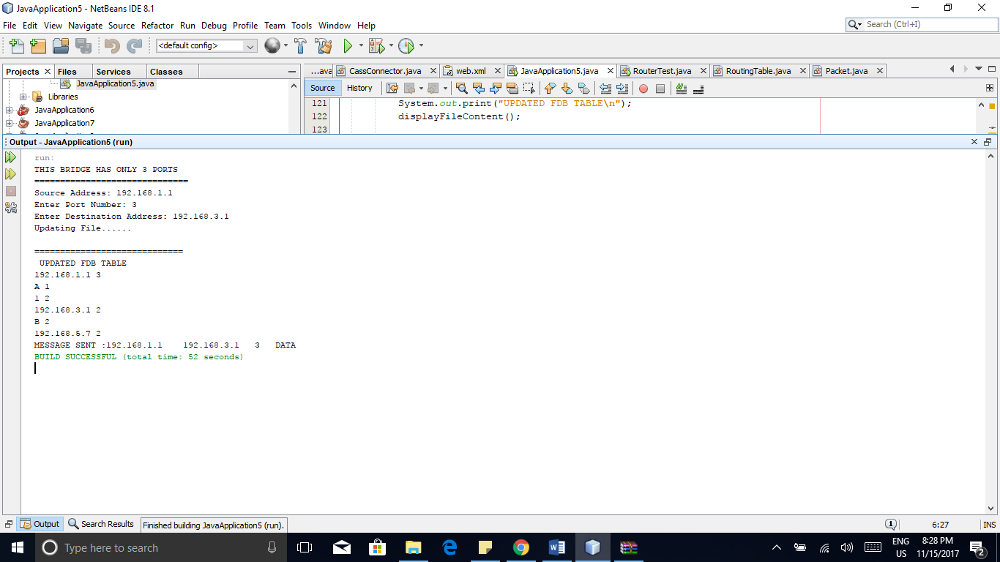 JavaApplication5 - NetBeans IDE 8.1
File Edit View Navigate Source Refactor Run Debug Profile Team Tools Window Help
Search (Ctrl+I)
<default config>
Projects Files Services Classes
...ava CassConnector.java web.xml JavaApplication5.java RouterTest.java RoutingTable.java Packet.java
JavaApplication5.java
Libraries
JavaApplication6
JavaApplication7
Source History
121 System.out.print("UPDATED FDB TABLE\n");
122 displayFileContent();
123
Output - JavaApplication5 (run)
run:
THIS BRIDGE HAS ONLY 3 PORTS
==============================
Source Address: 192.168.1.1
Enter Port Number: 3
Enter Destination Address: 192.168.3.1
Updating File......
=============================
UPDATED FDB TABLE
192.168.1.1 3
A 1
1 2
192.168.3.1 2
B 2
192.168.5.7 2
MESSAGE SENT :192.168.1.1 192.168.3.1 3 DATA
BUILD SUCCESSFUL (total time: 52 seconds)
Output Search Results Finished building JavaApplication5 (run).
1 6:27 INS
Type here to search
ENG
US
8:28 PM
11/15/2017
2